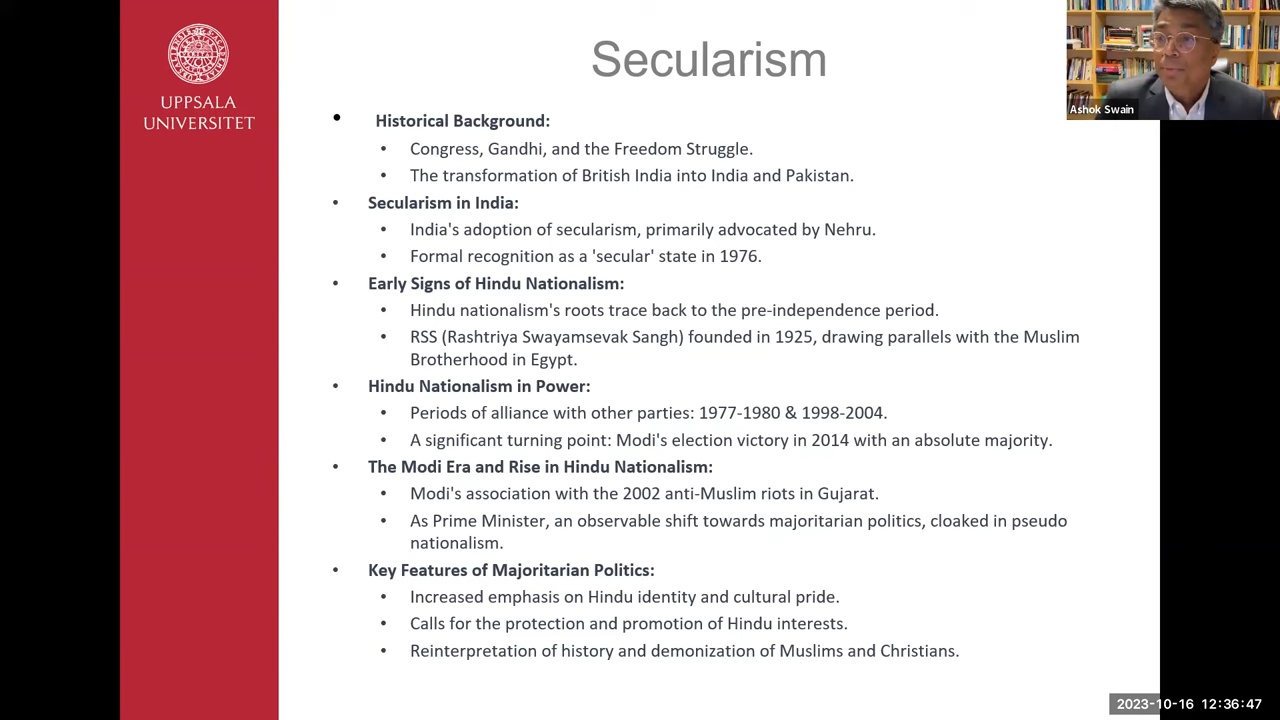 UPPSALA
UNIVERSITET
Secularism
Ashok Swain
• Historical Background:
• Congress, Gandhi, and the Freedom Struggle.
• The transformation of British India into India and Pakistan.
• Secularism in India:
• India's adoption of secularism, primarily advocated by Nehru.
• Formal recognition as a 'secular' state in 1976.
• Early Signs of Hindu Nationalism:
• Hindu nationalism's roots trace back to the pre-independence period.
• RSS (Rashtriya Swayamsevak Sangh) founded in 1925, drawing parallels with the Muslim
Brotherhood in Egypt.
• Hindu Nationalism in Power:
• Periods of alliance with other parties: 1977-1980 & 1998-2004.
• A significant turning point: Modi's election victory in 2014 with an absolute majority.
• The Modi Era and Rise in Hindu Nationalism:
• Modi's association with the 2002 anti-Muslim riots in Gujarat.
• As Prime Minister, an observable shift towards majoritarian politics, cloaked in pseudo
nationalism.
• Key Features of Majoritarian Politics:
• Increased emphasis on Hindu identity and cultural pride.
• Calls for the protection and promotion of Hindu interests.
• Reinterpretation of history and demonization of Muslims and Christians.
2023-10-16 12:36:47